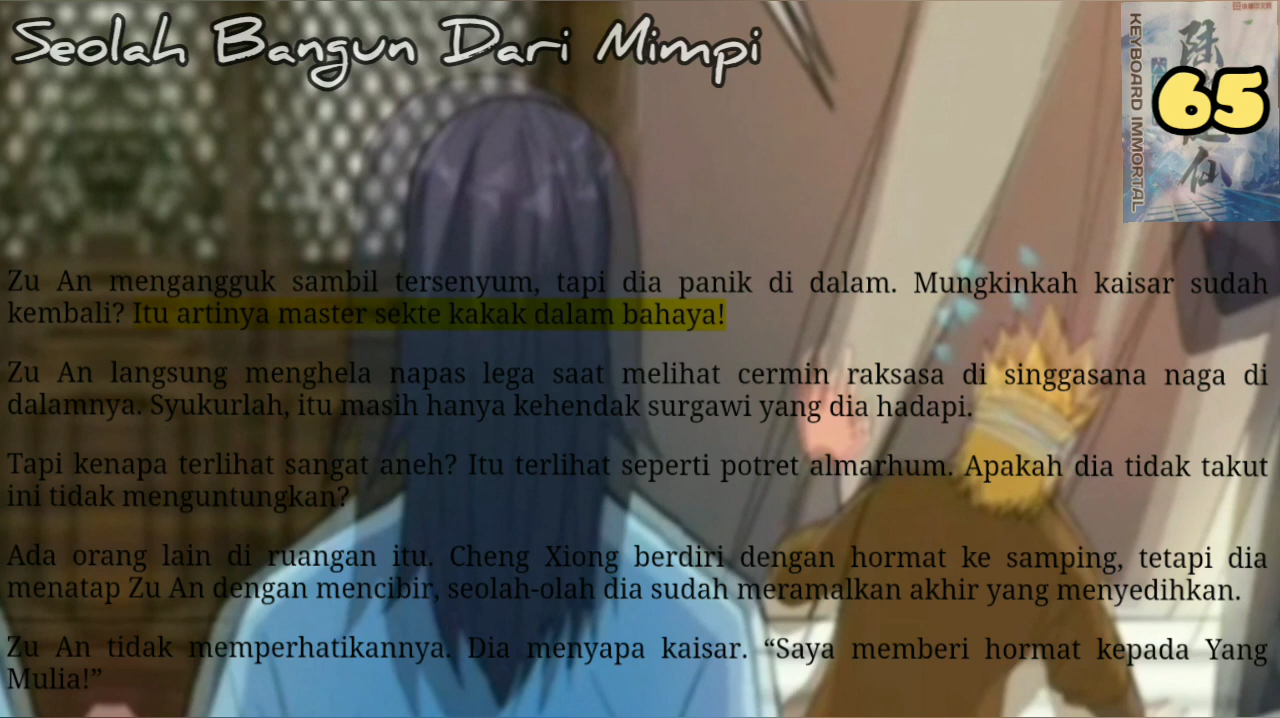 Seolah Bangun Dari Mimpi
65
KEYBOARD IMMORTAL
仙
Zu An mengangguk sambil tersenyum, tapi dia panik di dalam. Mungkinkah kaisar sudah
kembali? Itu artinya master sekte kakak dalam bahaya!
Zu An langsung menghela napas lega saat melihat cermin raksasa di singgasana naga di
dalamnya. Syukurlah, itu masih hanya kehendak surgawi yang dia hadapi.
Tapi kenapa terlihat sangat aneh? Itu terlihat seperti potret almarhum. Apakah dia tidak takut
ini tidak menguntungkan?
Ada orang lain di ruangan itu. Cheng Xiong berdiri dengan hormat ke samping, tetapi dia
menatap Zu An dengan mencibir, seolah-olah dia sudah meramalkan akhir yang menyedihkan.
Zu An tidak memperhatikannya. Dia menyapa kaisar. “Saya memberi hormat kepada Yang
Mulia!”